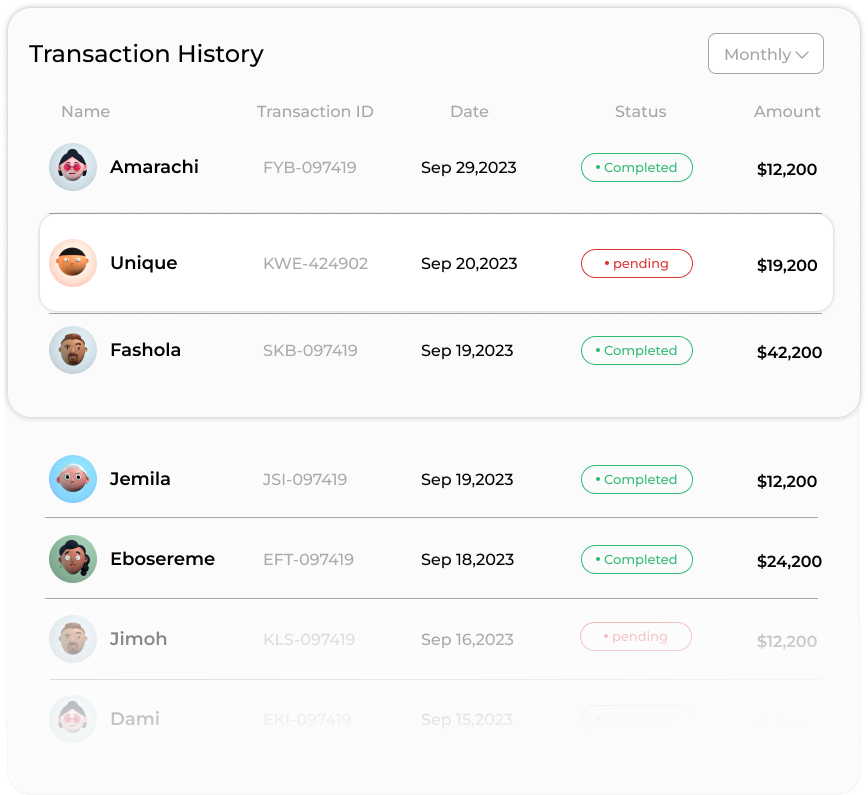 Transaction History
Monthly
Name Transaction ID Date Status Amount
Amarachi FYB-097419 Sep 29,2023 Completed $12,200
Unique KWE-424902 Sep 20,2023 pending $19,200
Fashola SKB-097419 Sep 19,2023 Completed $42,200
Jemila JSI-097419 Sep 19,2023 Completed $12,200
Ebosereme EFT-097419 Sep 18,2023 Completed $24,200
Jimoh KLS-097419 Sep 16,2023 pending $12,200
Dami EKI-097419 Sep 15,2023